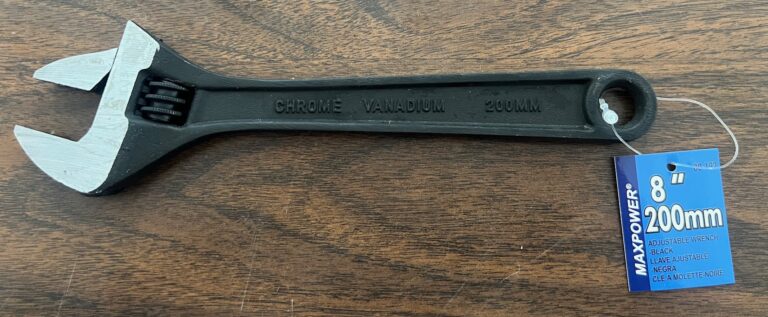 CHROME VANADIUM 200MM
MAXPOWER®
8"
200mm
ADJUSTABLE WRENCH
-BLACK
LLAVE AJUSTABLE
-NEGRA
CLÉ À MOLETTE-NOIRE